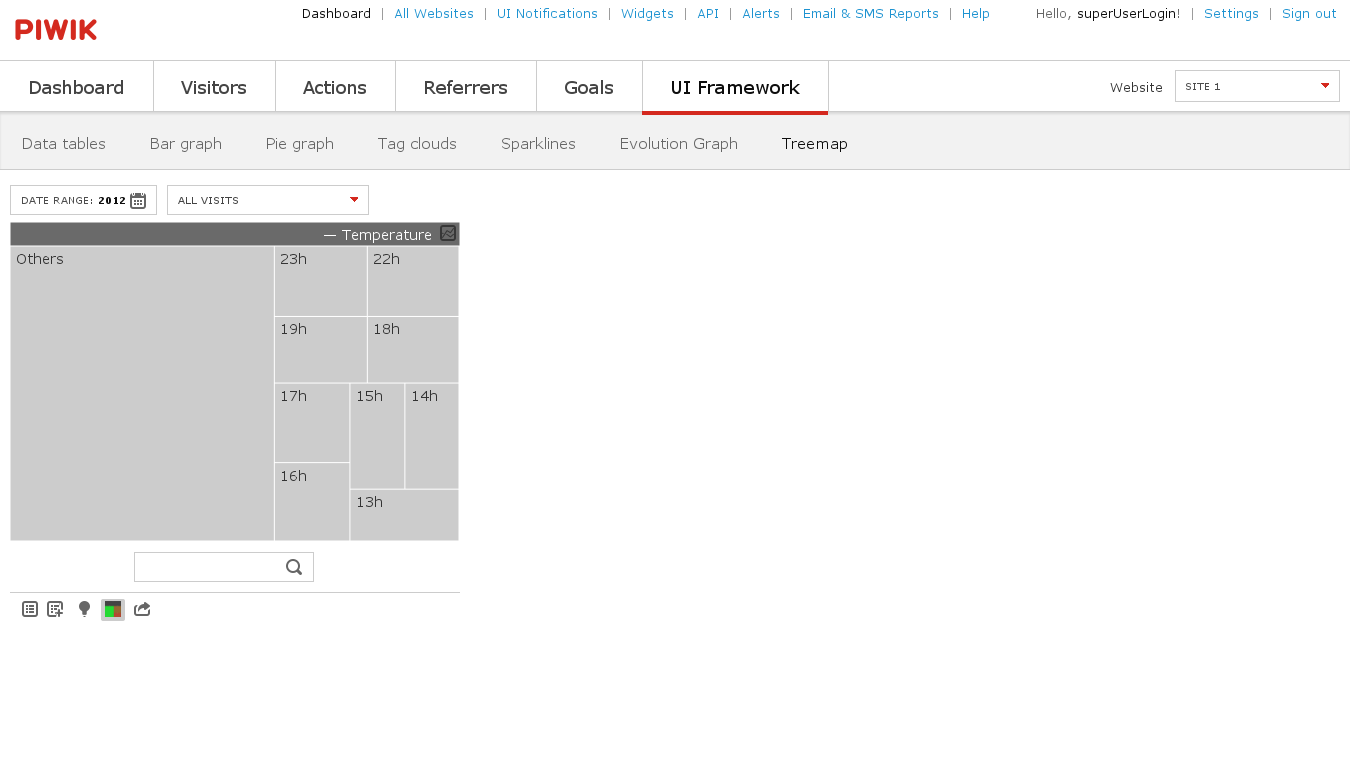 PIWIK
Dashboard | All Websites | UI Notifications | Widgets | API | Alerts | Email & SMS Reports | Help
Hello, superUserLogin! | Settings | Sign out
Dashboard
Visitors
Actions
Referrers
Goals
UI Framework
Website
SITE 1
Data tables
Bar graph
Pie graph
Tag clouds
Sparklines
Evolution Graph
Treemap
DATE RANGE: 2012
ALL VISITS
— Temperature
Others
23h
22h
19h
18h
17h
15h
14h
16h
13h